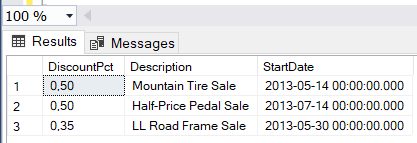 100 %
Results Messages
DiscountPct Description StartDate
1 0,50 Mountain Tire Sale 2013-05-14 00:00:00.000
2 0,50 Half-Price Pedal Sale 2013-07-14 00:00:00.000
3 0,35 LL Road Frame Sale 2013-05-30 00:00:00.000